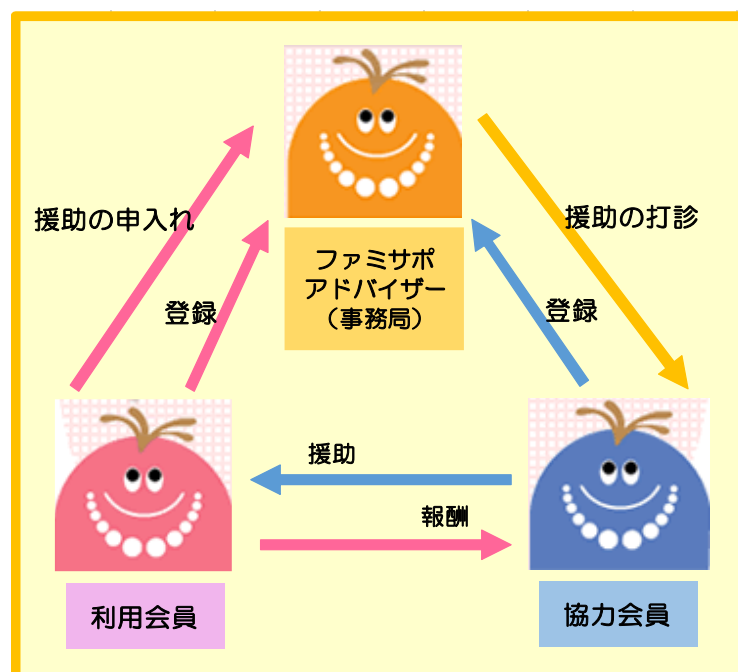 援助の申入れ
援助の打診
ファミサポ
アドバイザー
（事務局）
登録
登録
援助
報酬
利用会員
協力会員